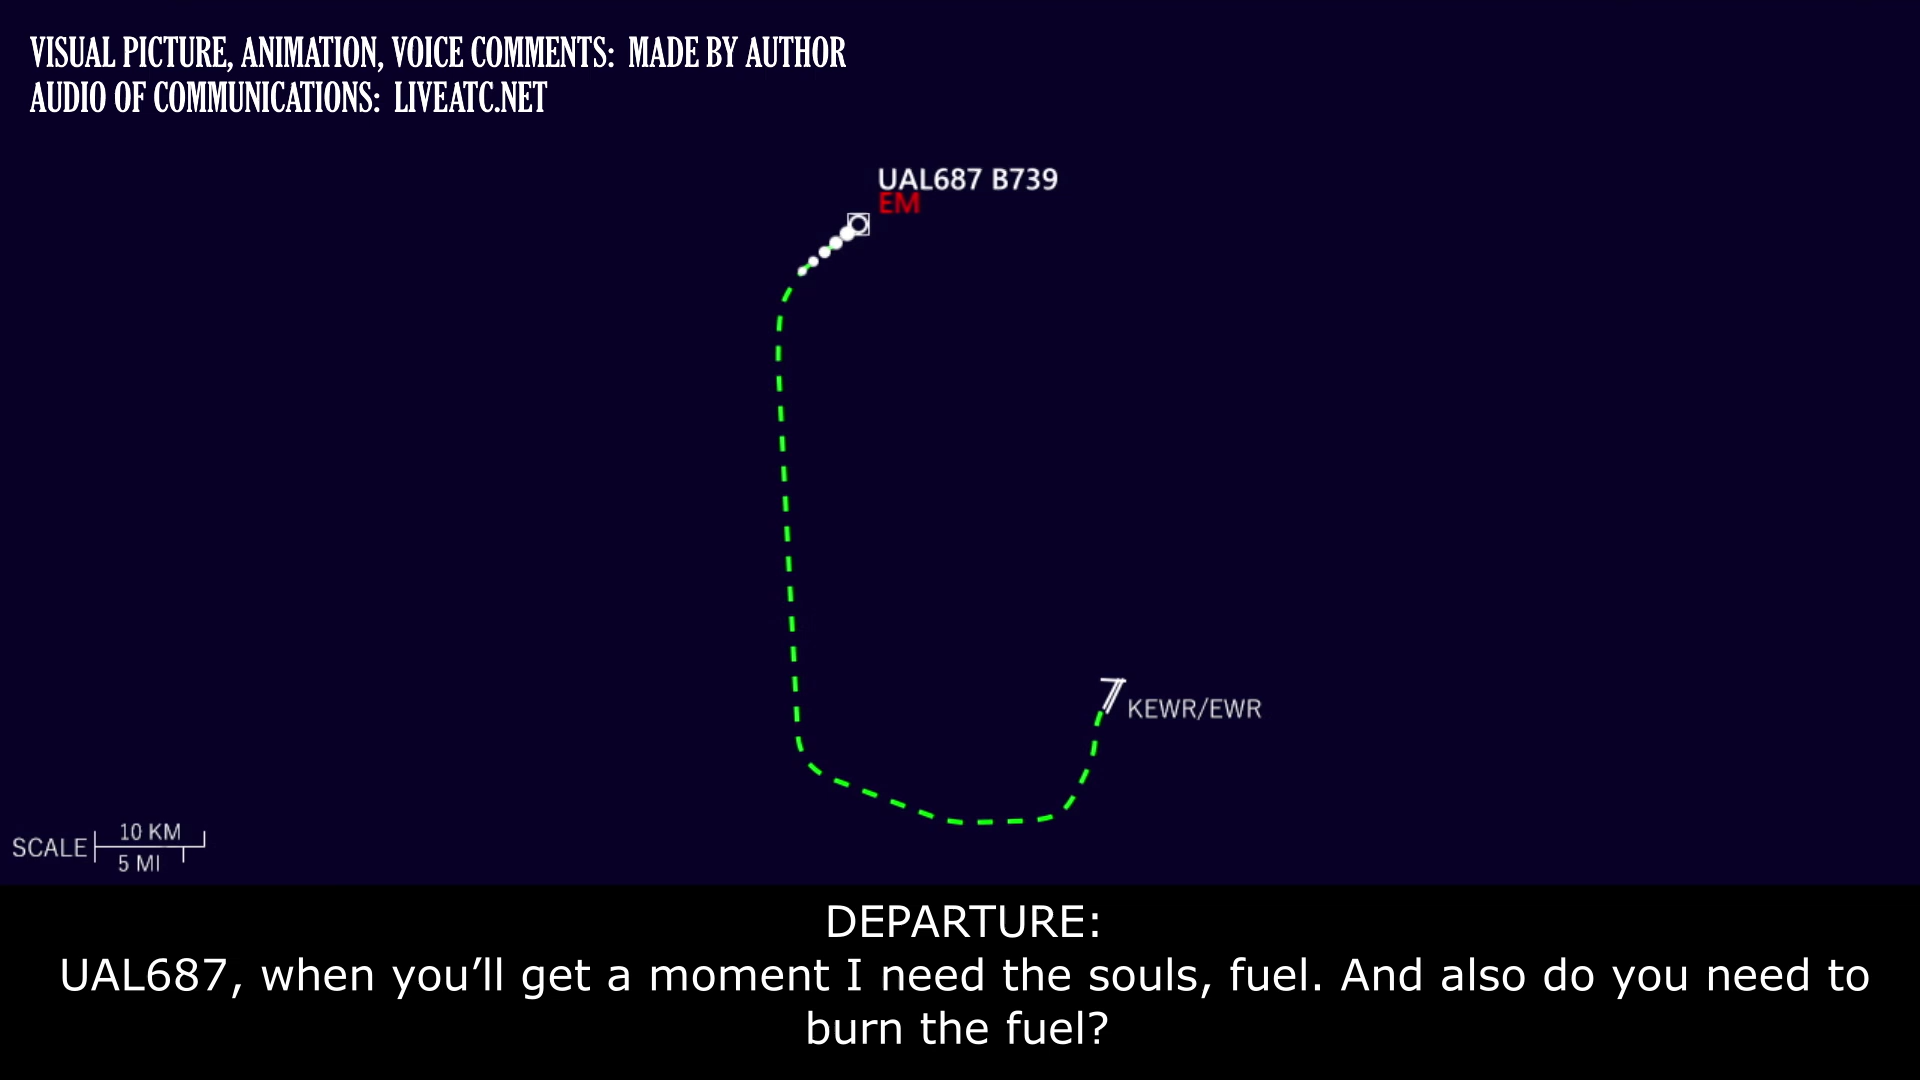 VISUAL PICTURE, ANIMATION, VOICE COMMENTS: MADE BY AUTHOR
AUDIO OF COMMUNICATIONS: LIVEATC.NET
UAL687 B739
EM
KEWR/EWR
SCALE
10 KM
5 MI
DEPARTURE:
UAL687, when you’ll get a moment I need the souls, fuel. And also do you need to
burn the fuel?